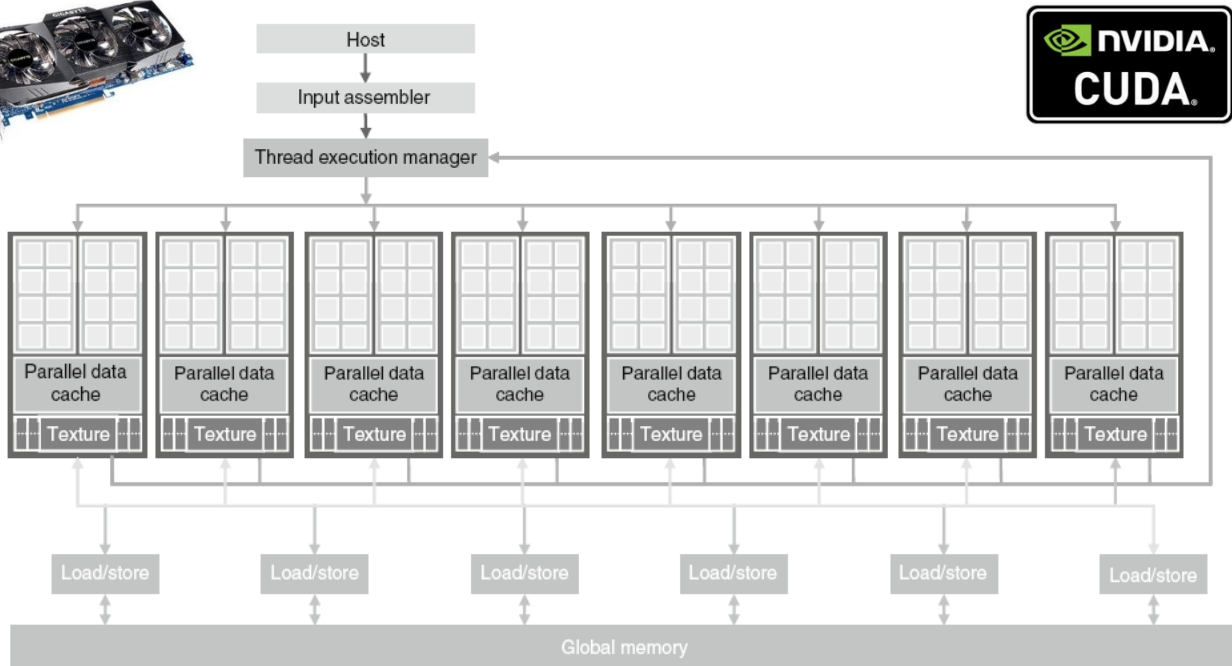 GIGABYTE
NVIDIA.
CUDA.
Host
Input assembler
Thread execution manager
Parallel data
cache
Parallel data
cache
Parallel data
cache
Parallel data
cache
Parallel data
cache
Parallel data
cache
Parallel data
cache
Parallel data
cache
Texture
Texture
Texture
Texture
Texture
Texture
Texture
Texture
Load/store
Load/store
Load/store
Load/store
Load/store
Load/store
Global memory